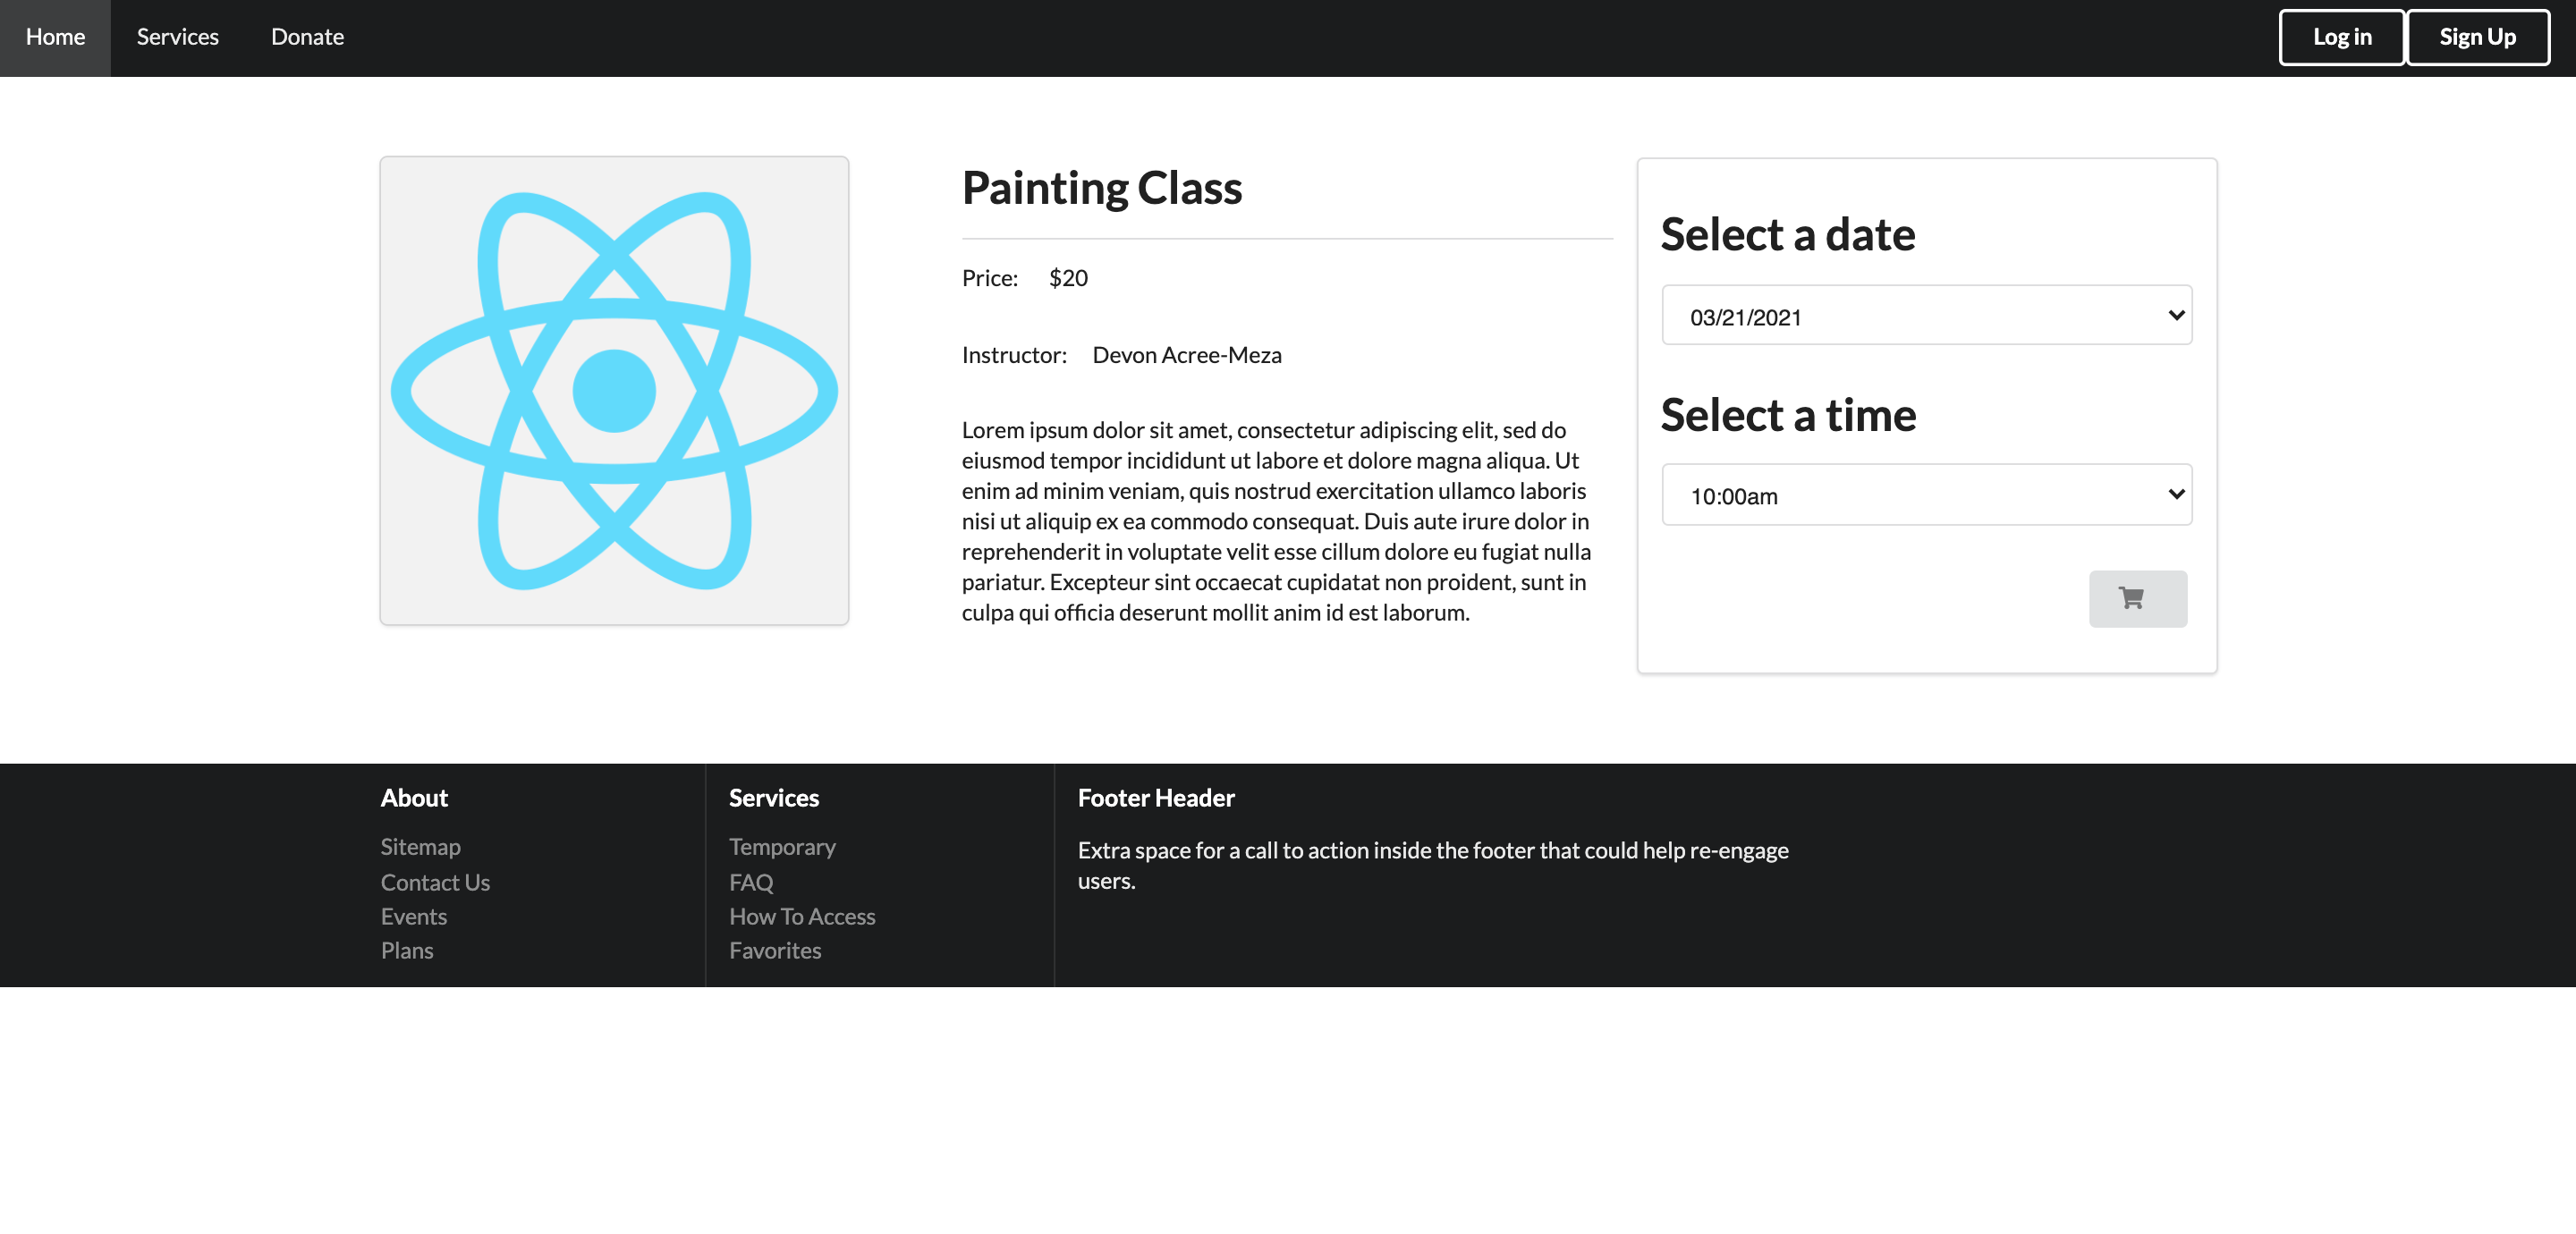 Home Services Donate Log in Sign Up
Painting Class
Price: $20
Instructor: Devon Acree-Meza
Lorem ipsum dolor sit amet, consectetur adipiscing elit, sed do
eiusmod tempor incididunt ut labore et dolore magna aliqua. Ut
enim ad minim veniam, quis nostrud exercitation ullamco laboris
nisi ut aliquip ex ea commodo consequat. Duis aute irure dolor in
reprehenderit in voluptate velit esse cillum dolore eu fugiat nulla
pariatur. Excepteur sint occaecat cupidatat non proident, sunt in
culpa qui officia deserunt mollit anim id est laborum.
Select a date
03/21/2021
Select a time
10:00am
About
Sitemap
Contact Us
Events
Plans
Services
Temporary
FAQ
How To Access
Favorites
Footer Header
Extra space for a call to action inside the footer that could help re-engage
users.